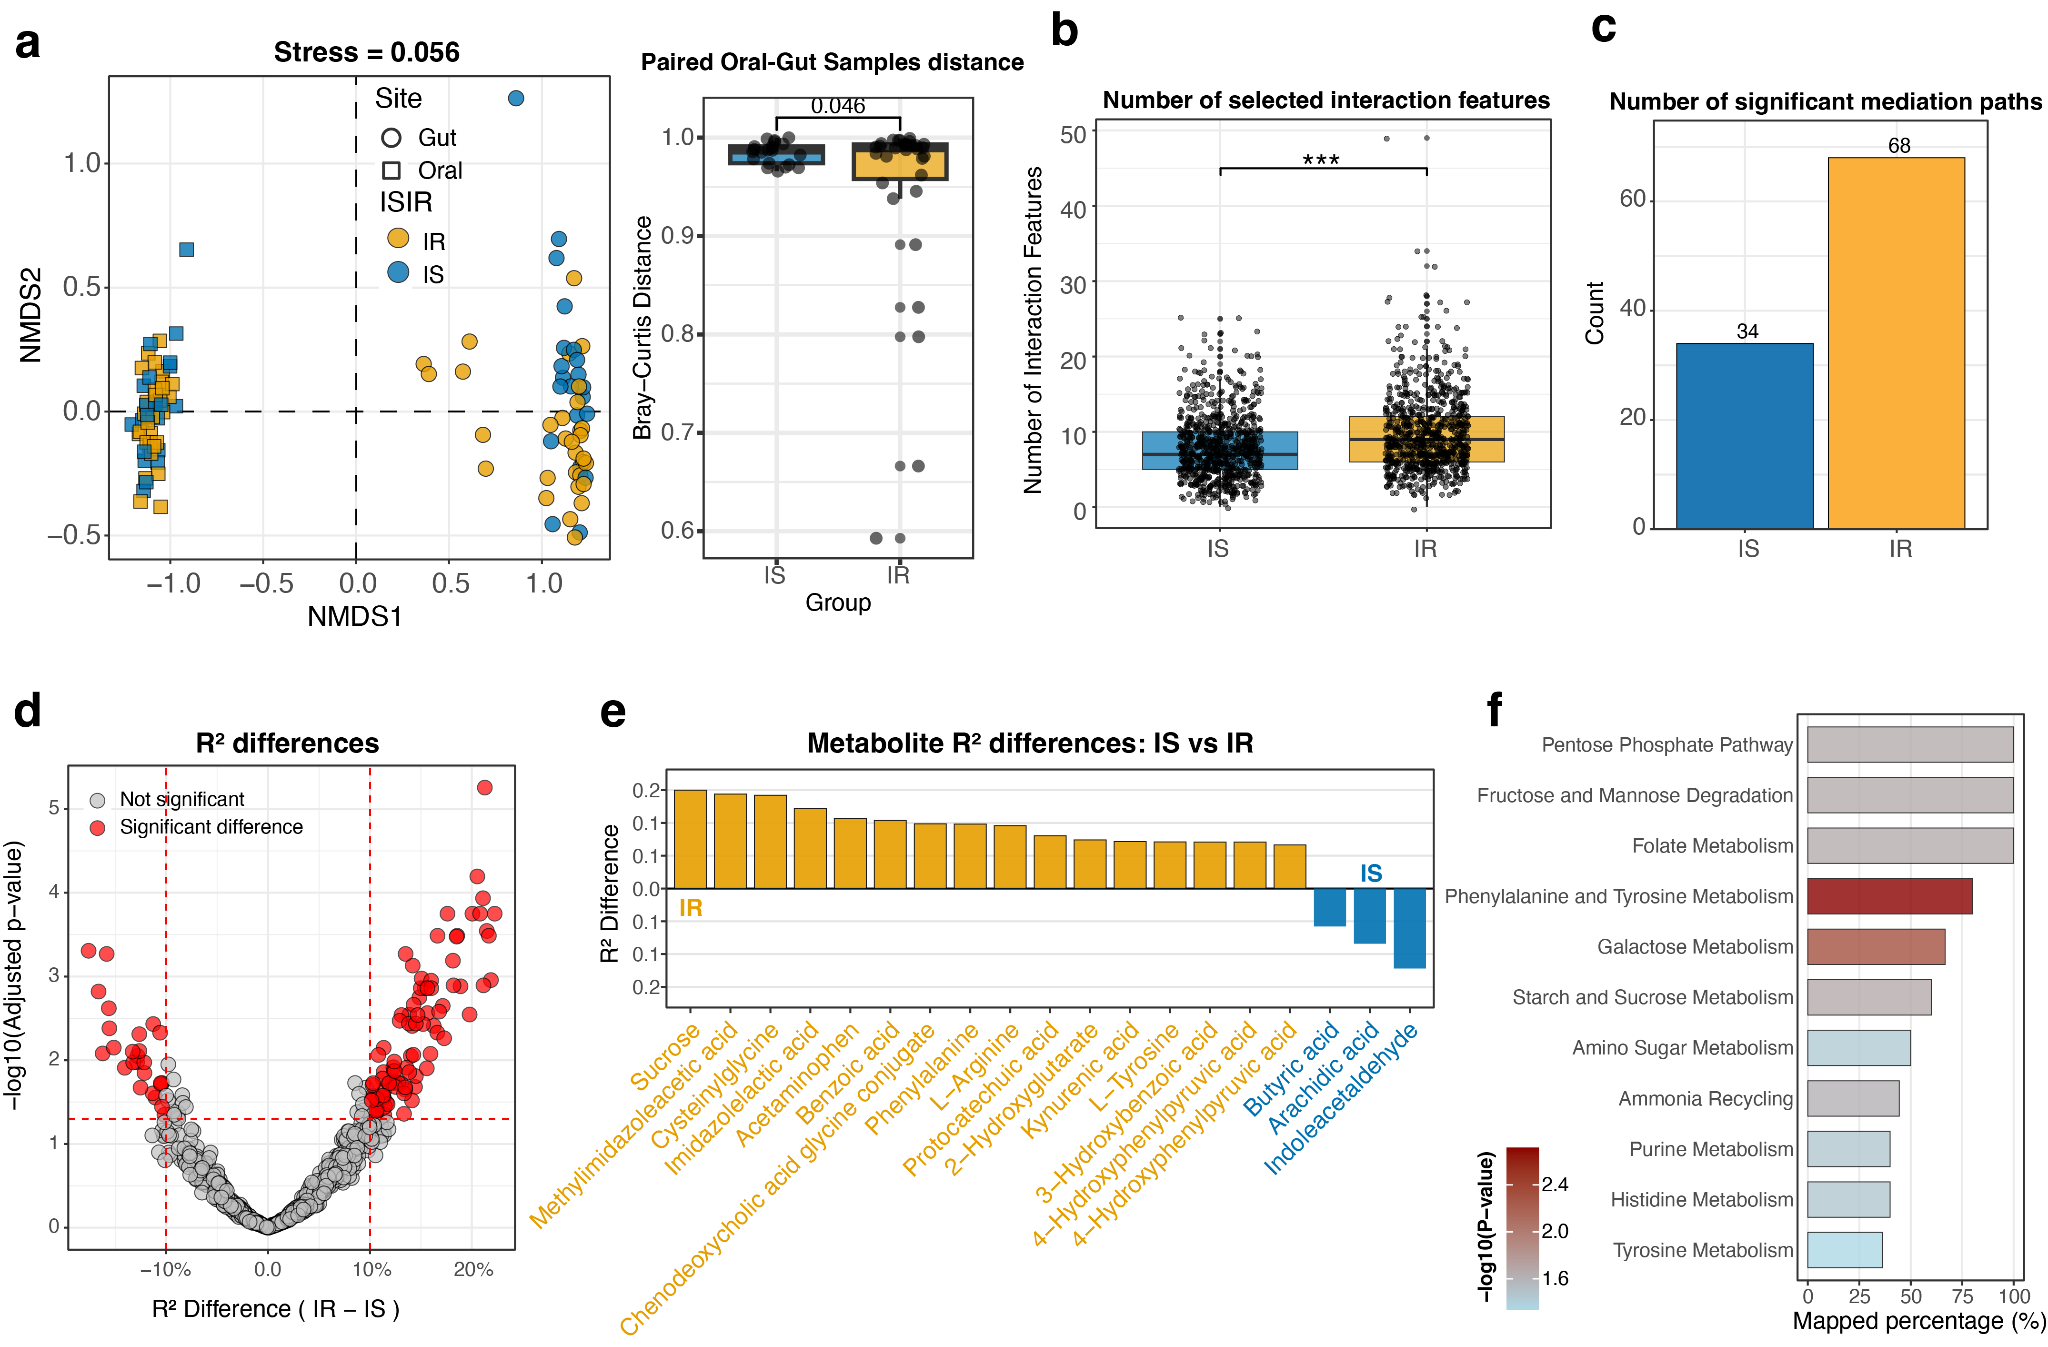 a
Stress = 0.056
Site
Gut
Oral
ISIR
IR
IS
1.0
0.5
0.0
−0.5
NMDS2
−1.0
−0.5
0.0
0.5
1.0
NMDS1
Paired Oral-Gut Samples distance
0.046
1.0
0.9
0.8
0.7
0.6
Bray−Curtis Distance
IS
IR
Group
b
Number of selected interaction features
***
50
40
30
20
10
0
Number of Interaction Features
IS
IR
c
Number of significant mediation paths
68
34
60
40
20
0
Count
IS
IR
d
R² differences
Not significant
Significant difference
5
4
3
2
1
0
−log10(Adjusted p−value)
−10%
0.0
10%
20%
R² Difference ( IR − IS )
e
Metabolite R² differences: IS vs IR
0.2
0.1
0.1
0.0
0.1
0.1
0.2
R² Difference
IR
IS
Sucrose
Methylimidazoleacetic acid
Cysteinylglycine
Imidazolelactic acid
Acetaminophen
Benzoic acid
Chenodeoxycholic acid glycine conjugate
Phenylalanine
L−Arginine
Protocatechuic acid
2−Hydroxyglutarate
Kynurenic acid
L−Tyrosine
3−Hydroxybenzoic acid
4−Hydroxyphenylpyruvic acid
4−Hydroxyphenylpyruvic acid
Butyric acid
Arachidic acid
Indoleacetaldehyde
f
Pentose Phosphate Pathway
Fructose and Mannose Degradation
Folate Metabolism
Phenylalanine and Tyrosine Metabolism
Galactose Metabolism
Starch and Sucrose Metabolism
Amino Sugar Metabolism
Ammonia Recycling
Purine Metabolism
Histidine Metabolism
Tyrosine Metabolism
−log10(P−value)
2.4
2.0
1.6
0
25
50
75
100
Mapped percentage (%)